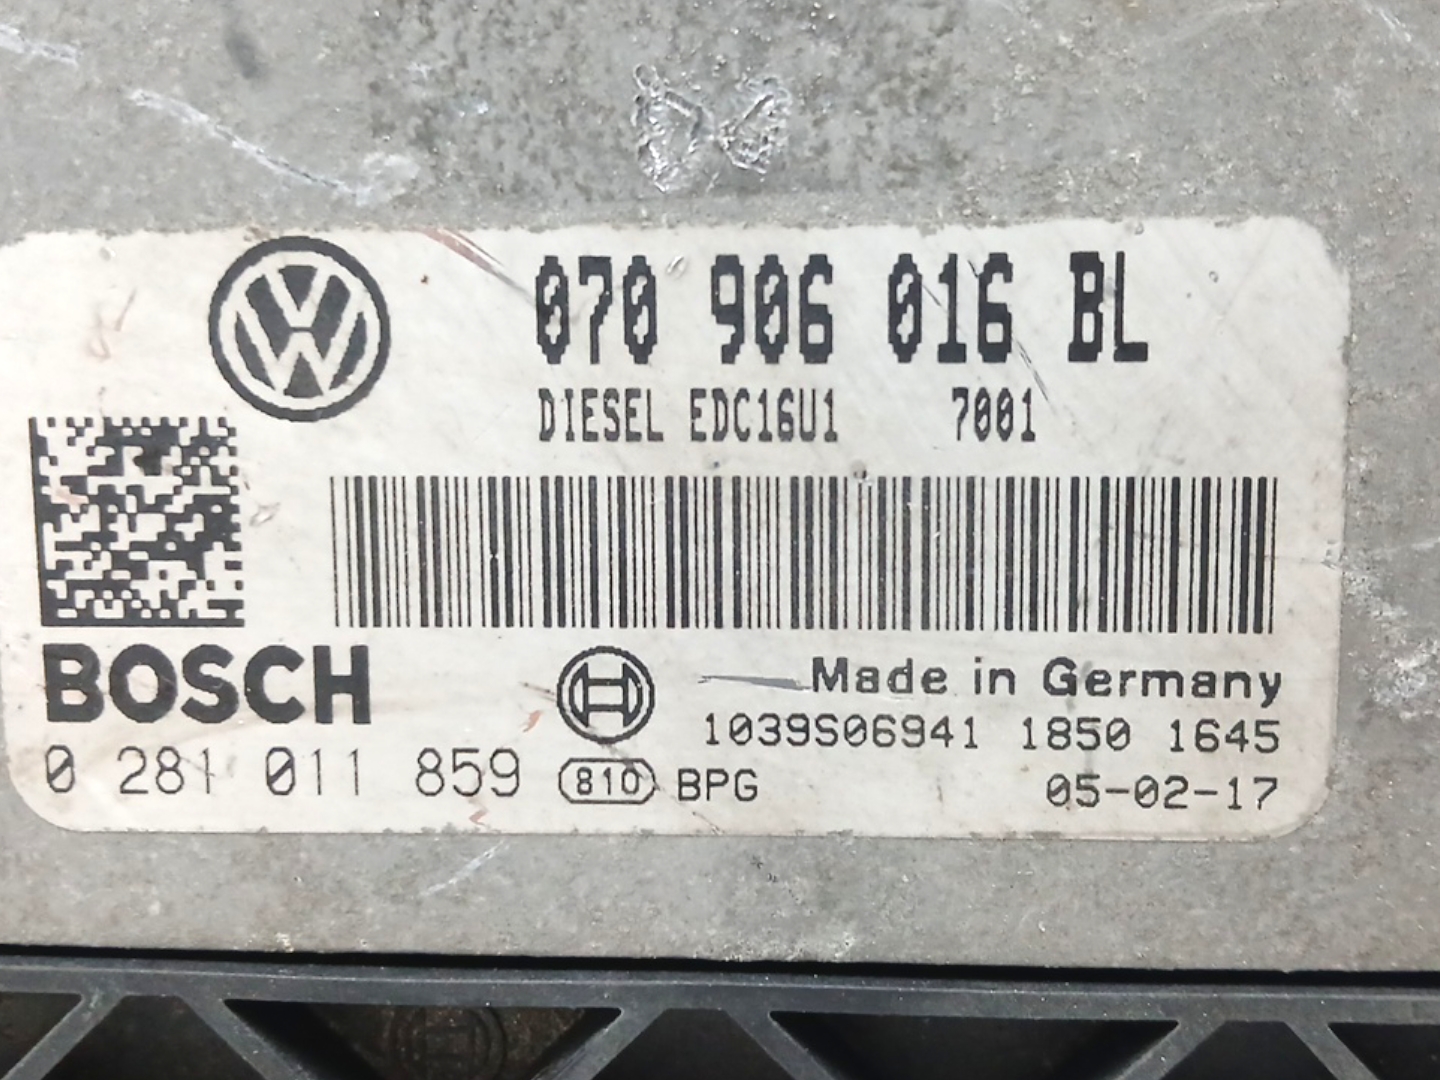 070 906 016 BL
DIESEL EDC16U1 7001
BOSCH
Made in Germany
1039S06941 1850 1645
0 281 011 859 810 BPG
05-02-17